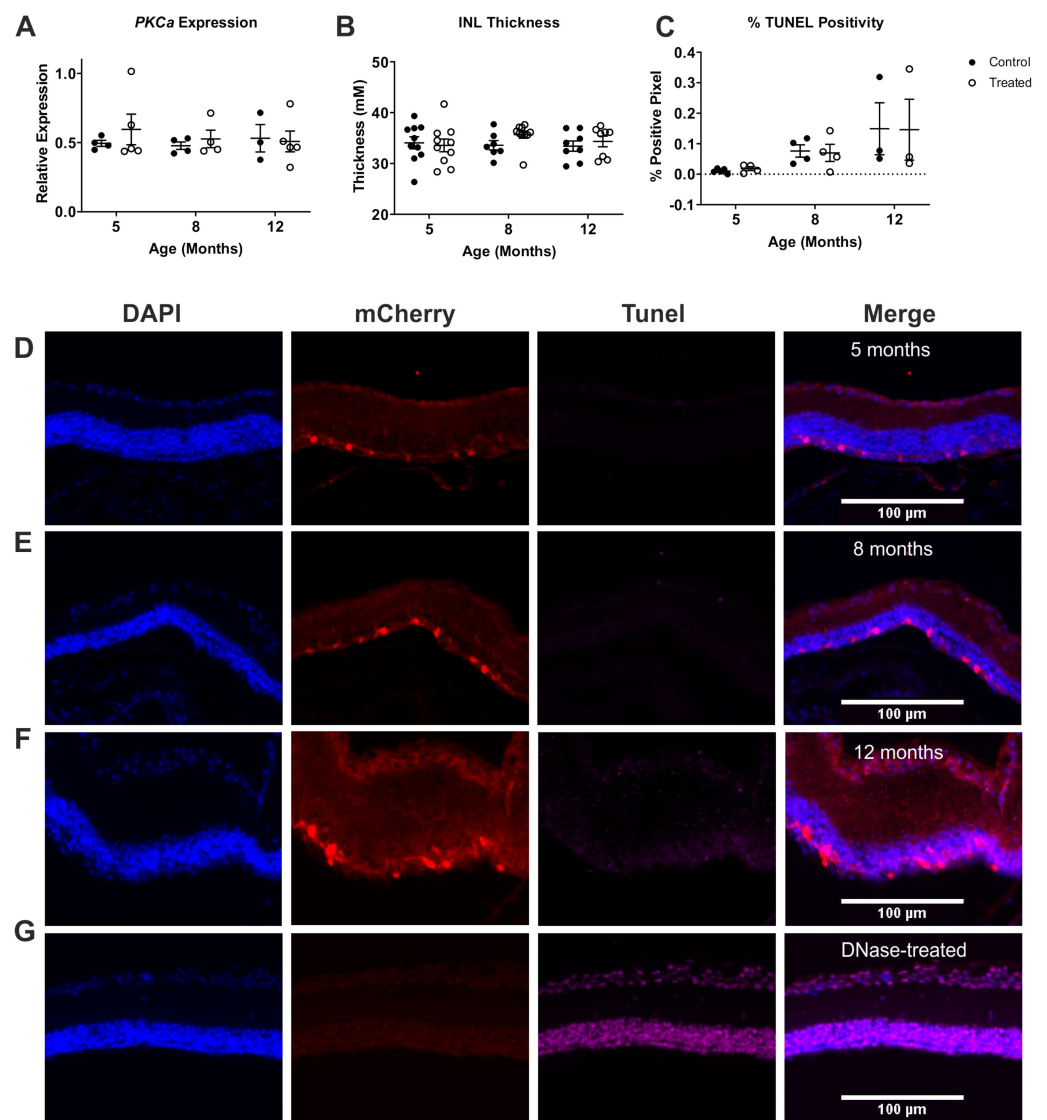 A
PKCa Expression
Relative Expression
1.0
0.5
0.0
5
8
12
Age (Months)
B
INL Thickness
Thickness (mM)
50
40
30
20
5
8
12
Age (Months)
C
% TUNEL Positivity
% Positive Pixel
0.4
0.3
0.2
0.1
0.0
-0.1
5
8
12
Age (Months)
Control
Treated
DAPI
mCherry
Tunel
Merge
D
5 months
100 µm
E
8 months
100 µm
F
12 months
100 µm
G
DNase-treated
100 µm